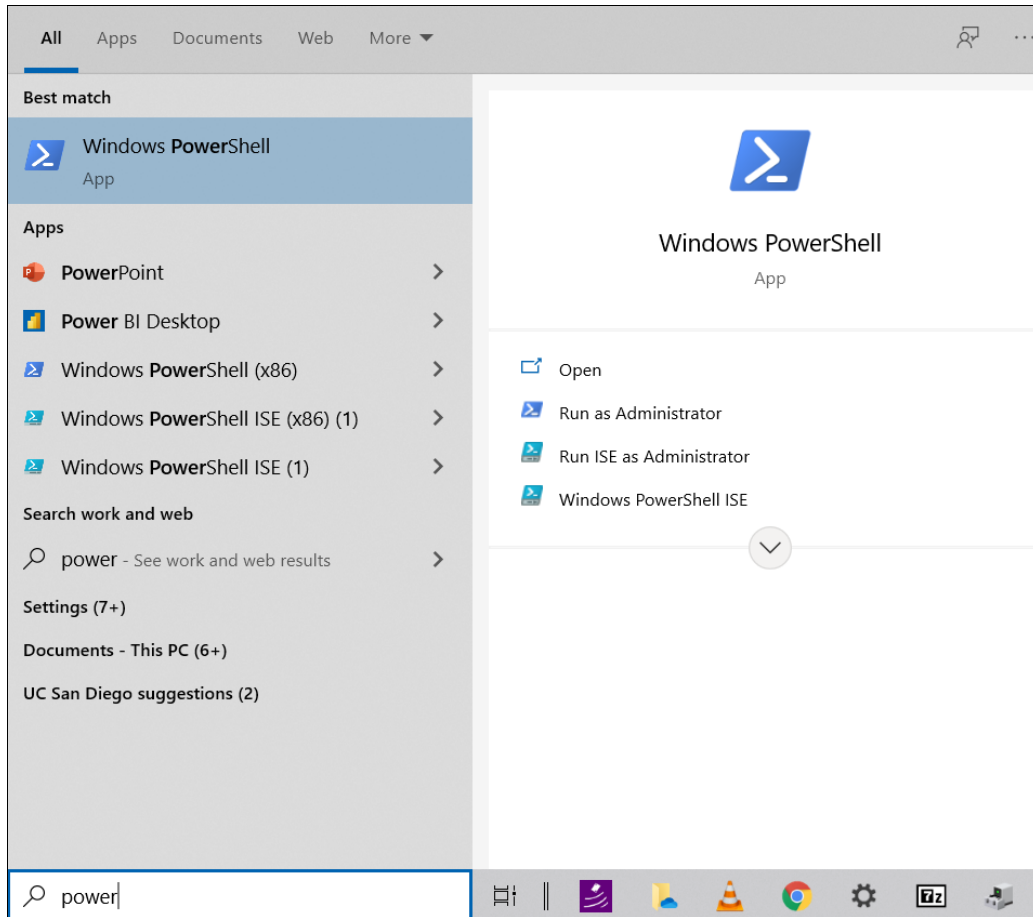 All Apps Documents Web More
Best match
Windows PowerShell
App
Apps
PowerPoint
Power BI Desktop
Windows PowerShell (x86)
Windows PowerShell ISE (x86) (1)
Windows PowerShell ISE (1)
Search work and web
power - See work and web results
Settings (7+)
Documents - This PC (6+)
UC San Diego suggestions (2)
Windows PowerShell
App
Open
Run as Administrator
Run ISE as Administrator
Windows PowerShell ISE
power
7z